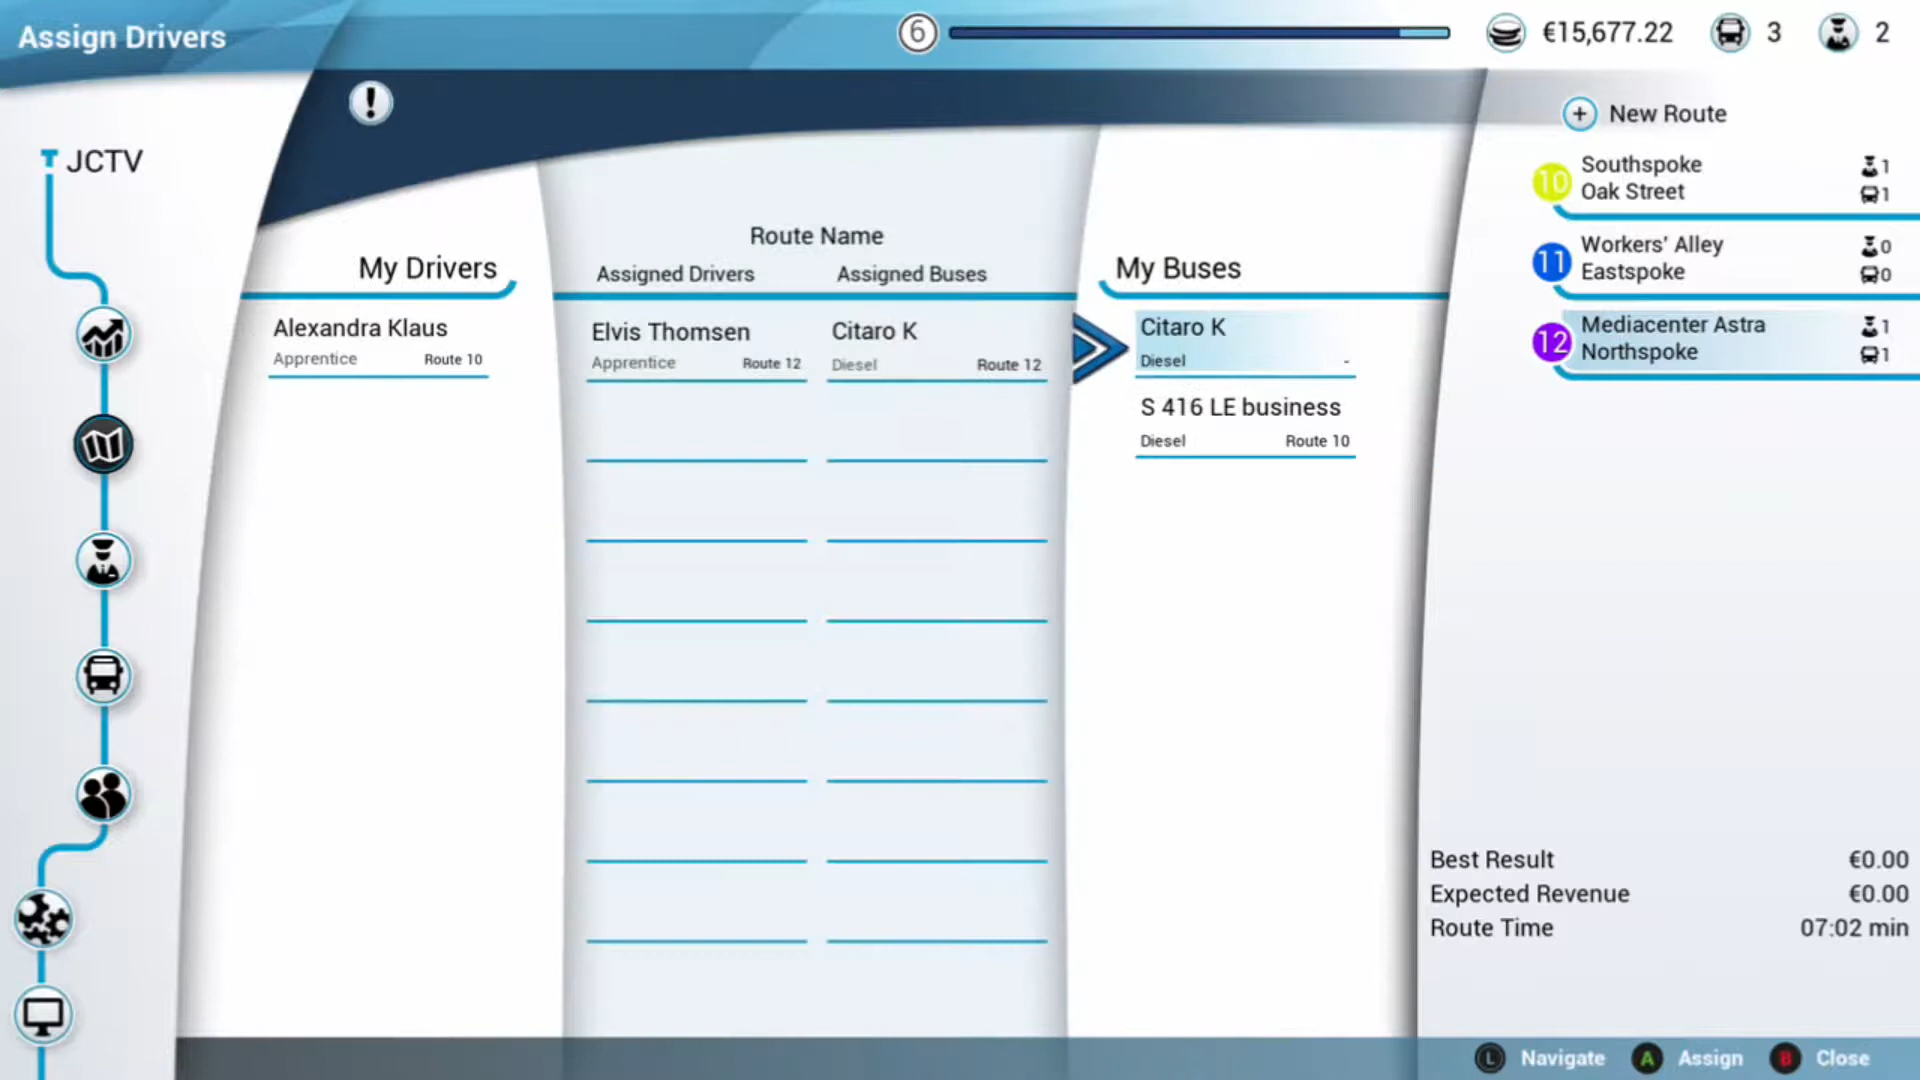 Assign Drivers
6
€15,677.22
3
2
!
JCTV
My Drivers
Alexandra Klaus
Apprentice
Route 10
Route Name
Assigned Drivers
Assigned Buses
Elvis Thomsen
Apprentice
Route 12
Citaro K
Diesel
Route 12
My Buses
Citaro K
Diesel
-
S 416 LE business
Diesel
Route 10
+ New Route
10
Southspoke
Oak Street
1
1
11
Workers' Alley
Eastspoke
0
0
12
Mediacenter Astra
Northspoke
1
1
Best Result €0.00
Expected Revenue €0.00
Route Time 07:02 min
L Navigate A Assign B Close